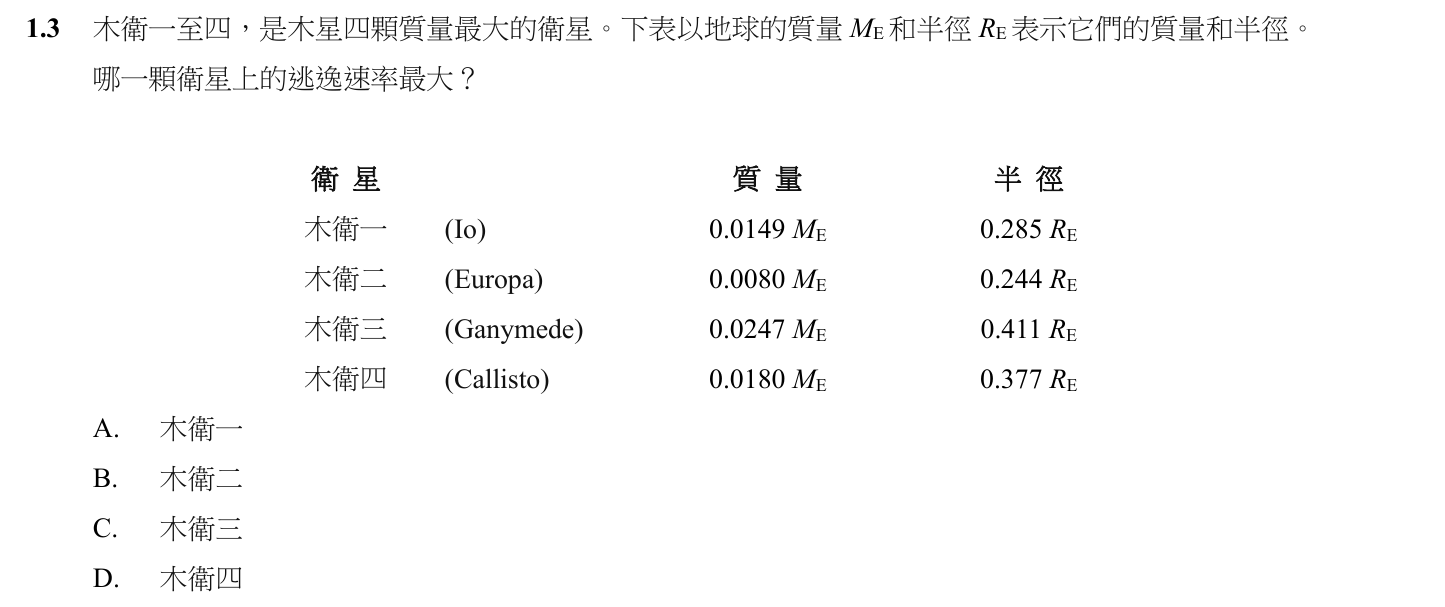 1.3 木衛一至四，是木星四顆質量最大的衛星。下表以地球的質量 ME 和半徑 RE 表示它們的質量和半徑。
哪一顆衛星上的逃逸速率最大？
衛 星 質 量 半 徑
木衛一 (Io) 0.0149 ME 0.285 RE
木衛二 (Europa) 0.0080 ME 0.244 RE
木衛三 (Ganymede) 0.0247 ME 0.411 RE
木衛四 (Callisto) 0.0180 ME 0.377 RE
A. 木衛一
B. 木衛二
C. 木衛三
D. 木衛四